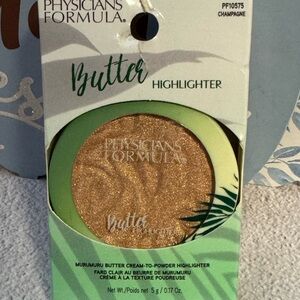 PHYSICIANS
FORMULA®
PF10575
CHAMPAGNE
Butter
HIGHLIGHTER
PHYSICIANS
FORMULA
Butter
MURUMURU BUTTER CREAM-TO-POWDER HIGHLIGHTER
FARD CLAIR AU BEURRE DE MURUMURU
CRÈME À LA TEXTURE POUDREUSE
Net Wt./Poids net 5 g / 0.17 Oz.